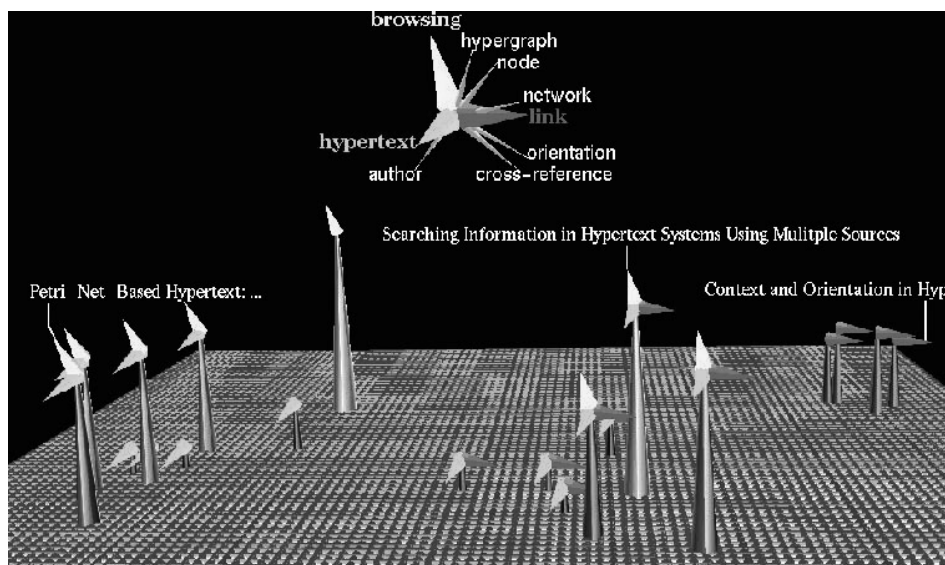 browsing
hypergraph
node
network
link
hypertext
orientation
author
cross-reference
Searching Information in Hypertext Systems Using Mulitple Sources
Petri Net Based Hypertext: ...
Context and Orientation in Hyp